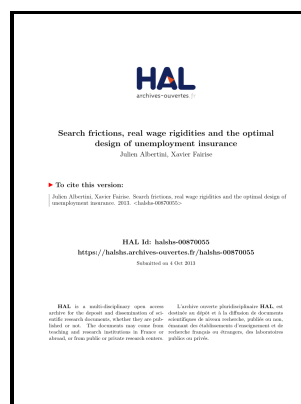 HAL
archives-ouvertes.fr
Search frictions, real wage rigidities and the optimal
design of unemployment insurance
Julien Albertini, Xavier Fairise
▶ To cite this version:
Julien Albertini, Xavier Fairise. Search frictions, real wage rigidities and the optimal design of
unemployment insurance. 2013. <halshs-00870055>
HAL Id: halshs-00870055
https://halshs.archives-ouvertes.fr/halshs-00870055
Submitted on 4 Oct 2013
HAL is a multi-disciplinary open access
archive for the deposit and dissemination of sci-
entific research documents, whether they are pub-
lished or not. The documents may come from
teaching and research institutions in France or
abroad, or from public or private research centers.
L'archive ouverte pluridisciplinaire HAL, est
destinée au dépôt et à la diffusion de documents
scientifiques de niveau recherche, publiés ou non,
émanant des établissements d'enseignement et de
recherche français ou étrangers, des laboratoires
publics ou privés.